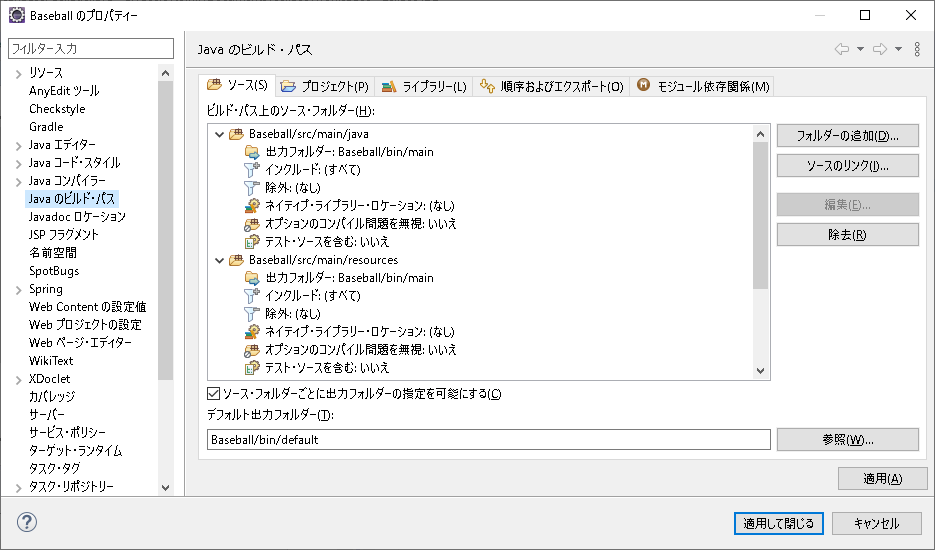 Baseball のプロパティー
フィルター入力
リソース
AnyEdit ツール
Checkstyle
Gradle
Java エディター
Java コード・スタイル
Java コンパイラー
Java のビルド・パス
Javadoc ロケーション
JSP フラグメント
名前空間
SpotBugs
Spring
Web Content の設定値
Web プロジェクトの設定
Web ページ・エディター
WikiText
XDoclet
カバレッジ
サーバー
サービス・ポリシー
ターゲット・ランタイム
タスク・タグ
タスク・リポジトリー
Java のビルド・パス
ソース(S)
プロジェクト(P)
ライブラリー(L)
順序およびエクスポート(O)
モジュール依存関係(M)
ビルド・パス上のソース・フォルダー(H):
Baseball/src/main/java
出力フォルダー: Baseball/bin/main
インクルード: (すべて)
除外: (なし)
ネイティブ・ライブラリー・ロケーション: (なし)
オプションのコンパイル問題を無視: いいえ
テスト・ソースを含む: いいえ
Baseball/src/main/resources
出力フォルダー: Baseball/bin/main
インクルード: (すべて)
除外: (なし)
ネイティブ・ライブラリー・ロケーション: (なし)
オプションのコンパイル問題を無視: いいえ
テスト・ソースを含む: いいえ
フォルダーの追加(D)...
ソースのリンク(I)...
編集(E)...
除去(R)
ソース・フォルダーごとに出力フォルダーの指定を可能にする(C)
デフォルト出力フォルダー(T):
Baseball/bin/default
参照(W)...
適用(A)
適用して閉じる
キャンセル